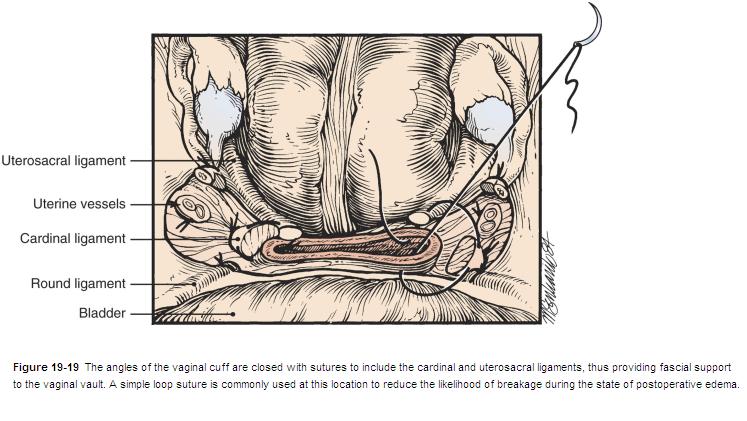 Uterosacral ligament
Uterine vessels
Cardinal ligament
Round ligament
Bladder
Figure 19-19 The angles of the vaginal cuff are closed with sutures to include the cardinal and uterosacral ligaments, thus providing fascial support
to the vaginal vault. A simple loop suture is commonly used at this location to reduce the likelihood of breakage during the state of postoperative edema.